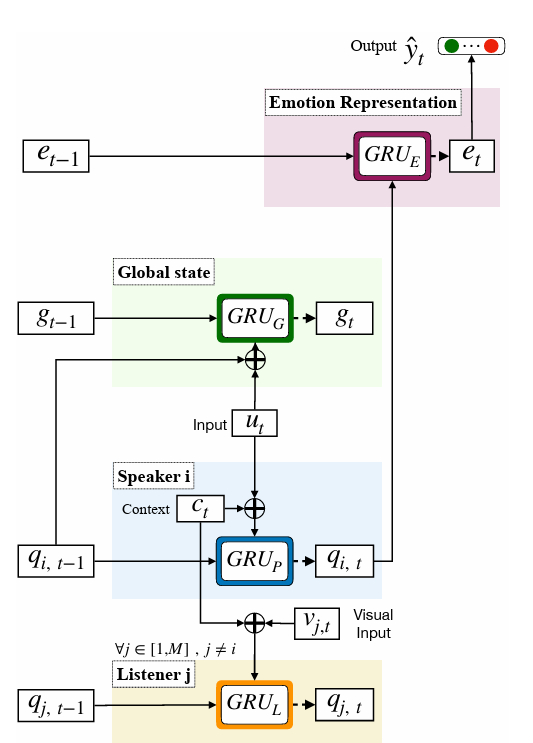 Output ŷ_t ...
Emotion Representation
e_{t−1} GRU_E e_t
Global state
g_{t−1} GRU_G g_t
Input u_t
Speaker i
Context c_t
q_{i, t−1} GRU_P q_{i, t}
v_{j,t} Visual
Input
∀j ∈ [1,M] , j ≠ i
Listener j
q_{j, t−1} GRU_L q_{j, t}